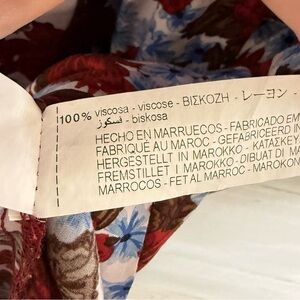 100% viscosa - viscose - ΒΙΣΚΟΖΗ - レーヨン -
فسكوز - biskosa
HECHO EN MARRUECOS - FABRICADO EM
FABRIQUÉ AU MAROC - GEFABRICEERD IN
HERGESTELLT IN MAROKKO - ΚΑΤΑΣΚΕΥ
FREMSTILLET I MAROKKO - DIBUAT DI MA
MARROCOS - FET AL MARROC - MAROKON